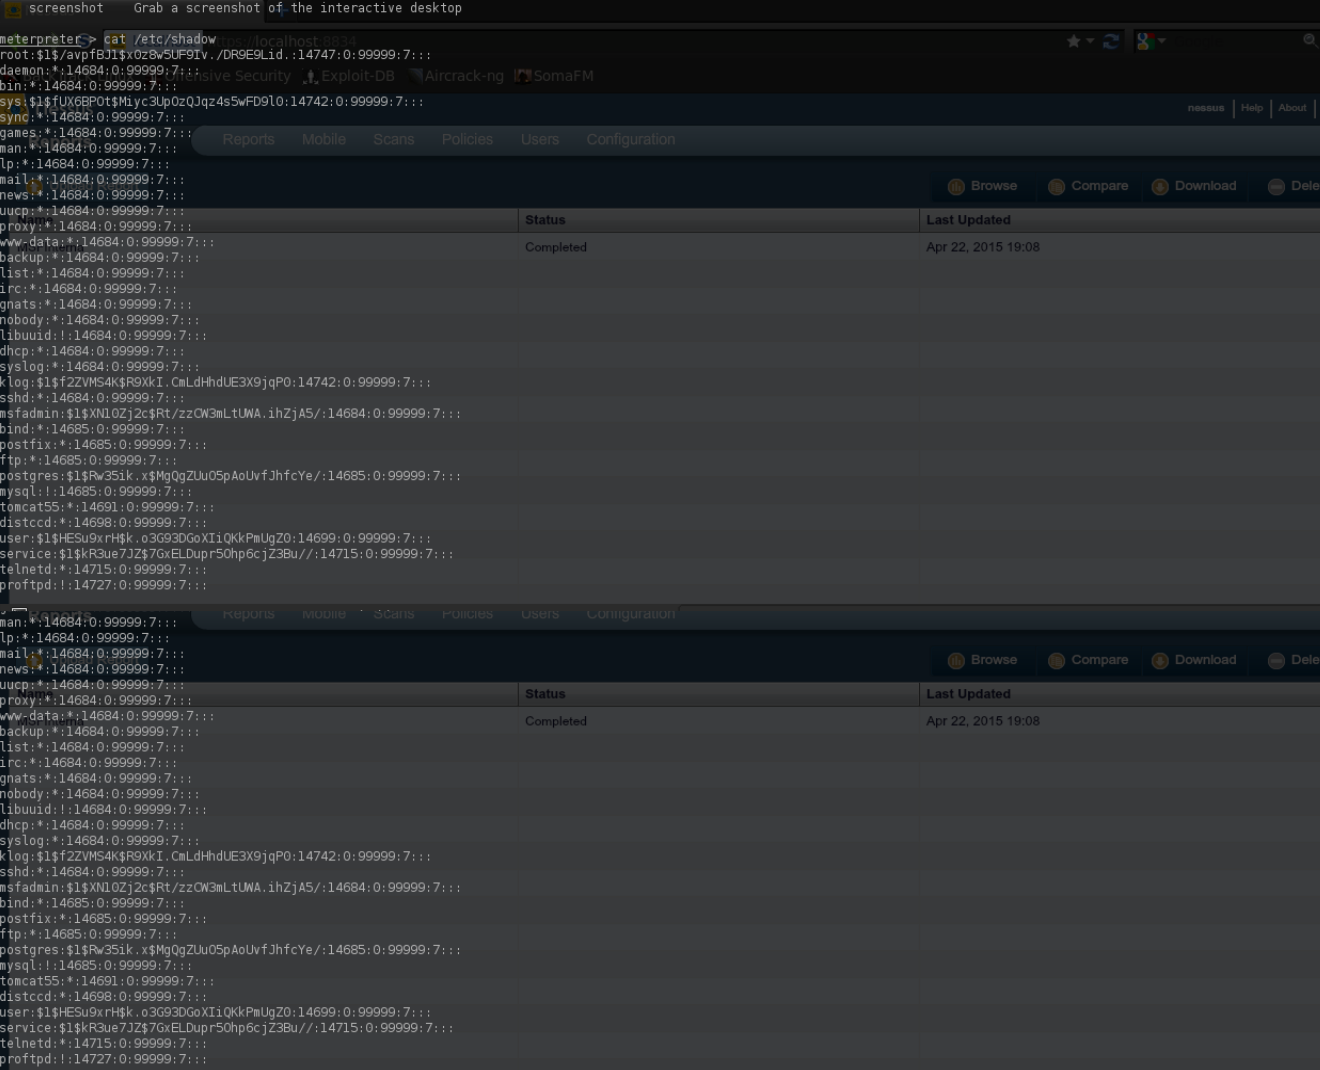 screenshot    Grab a screenshot of the interactive desktop
meterpreter > cat /etc/shadow
https://localhost:8834
root:$1$/avpfBJ1$x0z8w5UF9Iv./DR9E9Lid.:14747:0:99999:7:::
daemon:*:14684:0:99999:7:::
Offensive Security Exploit-DB Aircrack-ng SomaFM
bin:*:14684:0:99999:7:::
sys:$1$fUX6BPOt$Miyc3UpOzQJqz4s5wFD9l0:14742:0:99999:7:::
Nessus
nessus Help About
sync:*:14684:0:99999:7:::
games:*:14684:0:99999:7:::
Reports Reports Mobile Scans Policies Users Configuration
man:*:14684:0:99999:7:::
lp:*:14684:0:99999:7:::
mail:*:14684:0:99999:7:::
Browse Compare Download Dele
news:*:14684:0:99999:7:::
uucp:*:14684:0:99999:7:::
Name Status Last Updated
proxy:*:14684:0:99999:7:::
www-data:*:14684:0:99999:7:::
Completed Apr 22, 2015 19:08
backup:*:14684:0:99999:7:::
list:*:14684:0:99999:7:::
irc:*:14684:0:99999:7:::
gnats:*:14684:0:99999:7:::
nobody:*:14684:0:99999:7:::
libuuid:!:14684:0:99999:7:::
dhcp:*:14684:0:99999:7:::
syslog:*:14684:0:99999:7:::
klog:$1$f2ZVMS4K$R9XkI.CmLdHhdUE3X9jqP0:14742:0:99999:7:::
sshd:*:14684:0:99999:7:::
msfadmin:$1$XN10Zj2c$Rt/zzCW3mLtUWA.ihZjA5/:14684:0:99999:7:::
bind:*:14685:0:99999:7:::
postfix:*:14685:0:99999:7:::
ftp:*:14685:0:99999:7:::
postgres:$1$Rw35ik.x$MgQgZUuO5pAoUvfJhfcYe/:14685:0:99999:7:::
mysql:!:14685:0:99999:7:::
tomcat55:*:14691:0:99999:7:::
distccd:*:14698:0:99999:7:::
user:$1$HESu9xrH$k.o3G93DGoXIiQKkPmUgZ0:14699:0:99999:7:::
service:$1$kR3ue7JZ$7GxELDupr5Ohp6cjZ3Bu//:14715:0:99999:7:::
telnetd:*:14715:0:99999:7:::
proftpd:!:14727:0:99999:7:::
Reports Reports Mobile Scans Policies Users Configuration
man:*:14684:0:99999:7:::
lp:*:14684:0:99999:7:::
mail:*:14684:0:99999:7:::
Browse Compare Download Dele
news:*:14684:0:99999:7:::
uucp:*:14684:0:99999:7:::
Name Status Last Updated
proxy:*:14684:0:99999:7:::
www-data:*:14684:0:99999:7:::
Completed Apr 22, 2015 19:08
backup:*:14684:0:99999:7:::
list:*:14684:0:99999:7:::
irc:*:14684:0:99999:7:::
gnats:*:14684:0:99999:7:::
nobody:*:14684:0:99999:7:::
libuuid:!:14684:0:99999:7:::
dhcp:*:14684:0:99999:7:::
syslog:*:14684:0:99999:7:::
klog:$1$f2ZVMS4K$R9XkI.CmLdHhdUE3X9jqP0:14742:0:99999:7:::
sshd:*:14684:0:99999:7:::
msfadmin:$1$XN10Zj2c$Rt/zzCW3mLtUWA.ihZjA5/:14684:0:99999:7:::
bind:*:14685:0:99999:7:::
postfix:*:14685:0:99999:7:::
ftp:*:14685:0:99999:7:::
postgres:$1$Rw35ik.x$MgQgZUuO5pAoUvfJhfcYe/:14685:0:99999:7:::
mysql:!:14685:0:99999:7:::
tomcat55:*:14691:0:99999:7:::
distccd:*:14698:0:99999:7:::
user:$1$HESu9xrH$k.o3G93DGoXIiQKkPmUgZ0:14699:0:99999:7:::
service:$1$kR3ue7JZ$7GxELDupr5Ohp6cjZ3Bu//:14715:0:99999:7:::
telnetd:*:14715:0:99999:7:::
proftpd:!:14727:0:99999:7:::